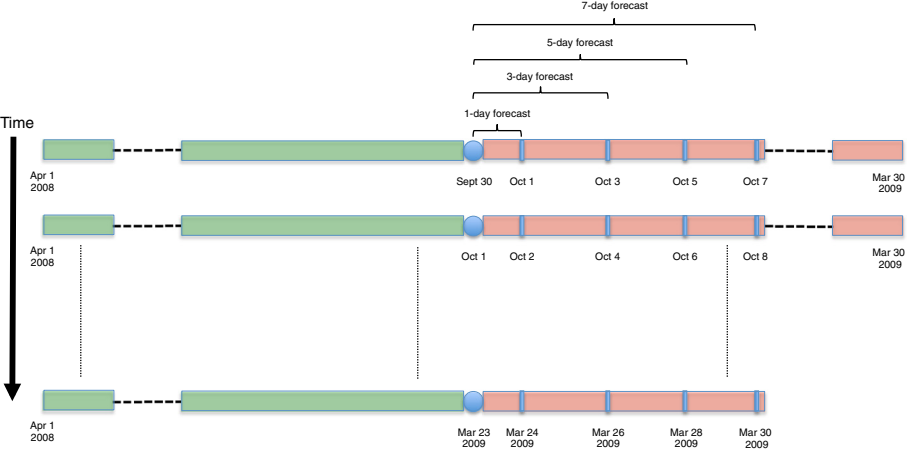 7-day forecast
5-day forecast
3-day forecast
1-day forecast
Time
Apr 1
2008
Sept 30
Oct 1
Oct 3
Oct 5
Oct 7
Mar 30
2009
Apr 1
2008
Oct 1
Oct 2
Oct 4
Oct 6
Oct 8
Mar 30
2009
Apr 1
2008
Mar 23
2009
Mar 24
2009
Mar 26
2009
Mar 28
2009
Mar 30
2009